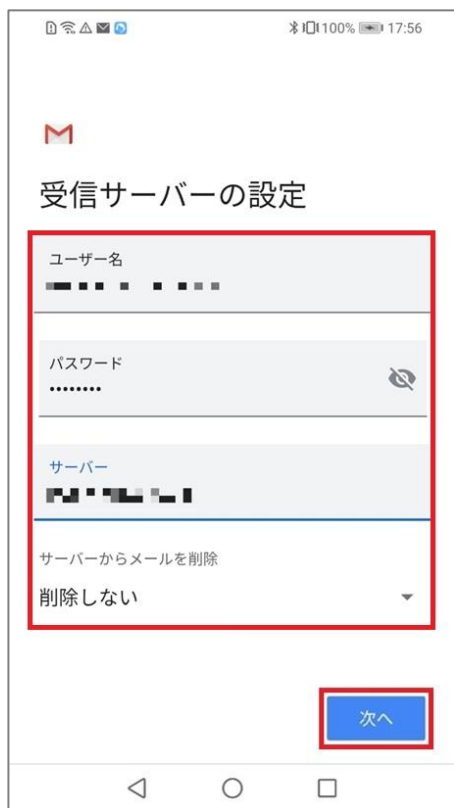 100% 17:56
受信サーバーの設定
ユーザー名
パスワード
••••••••
サーバー
サーバーからメールを削除
削除しない
次へ